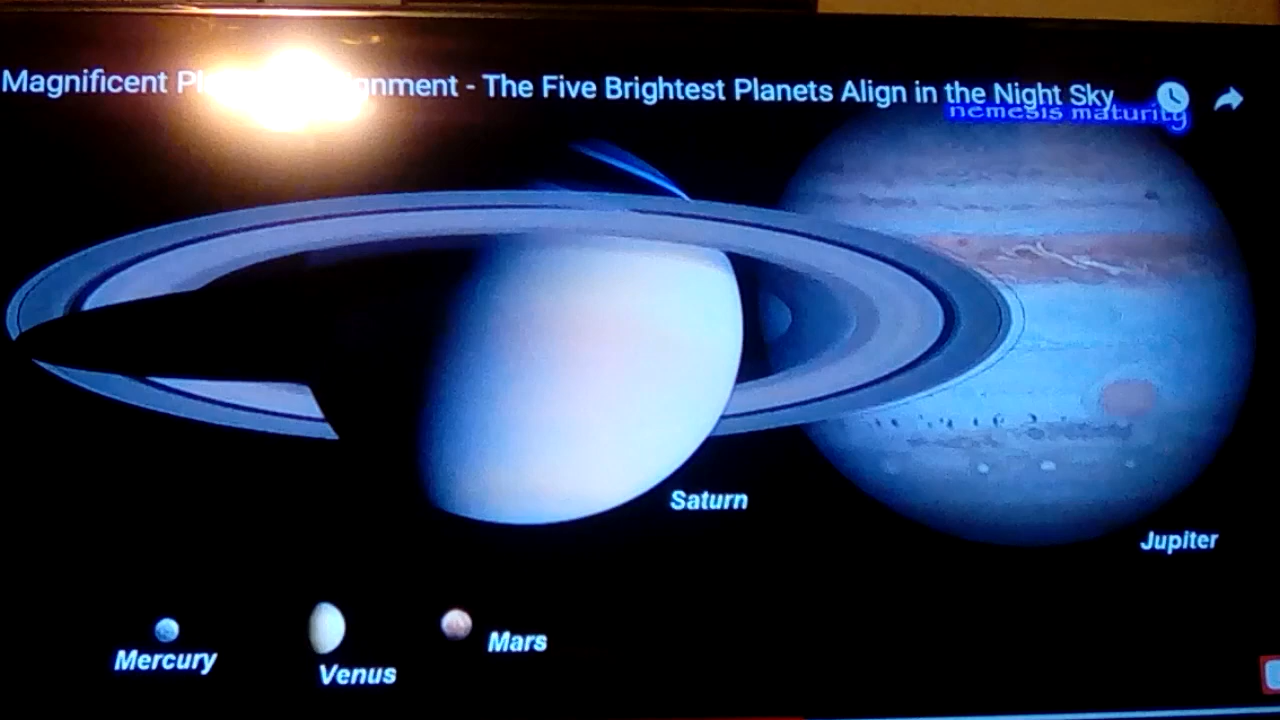 Magnificent Pl gnment - The Five Brightest Planets Align in the Night Sky
nemesis maturity
Saturn
Jupiter
Mercury
Venus
Mars